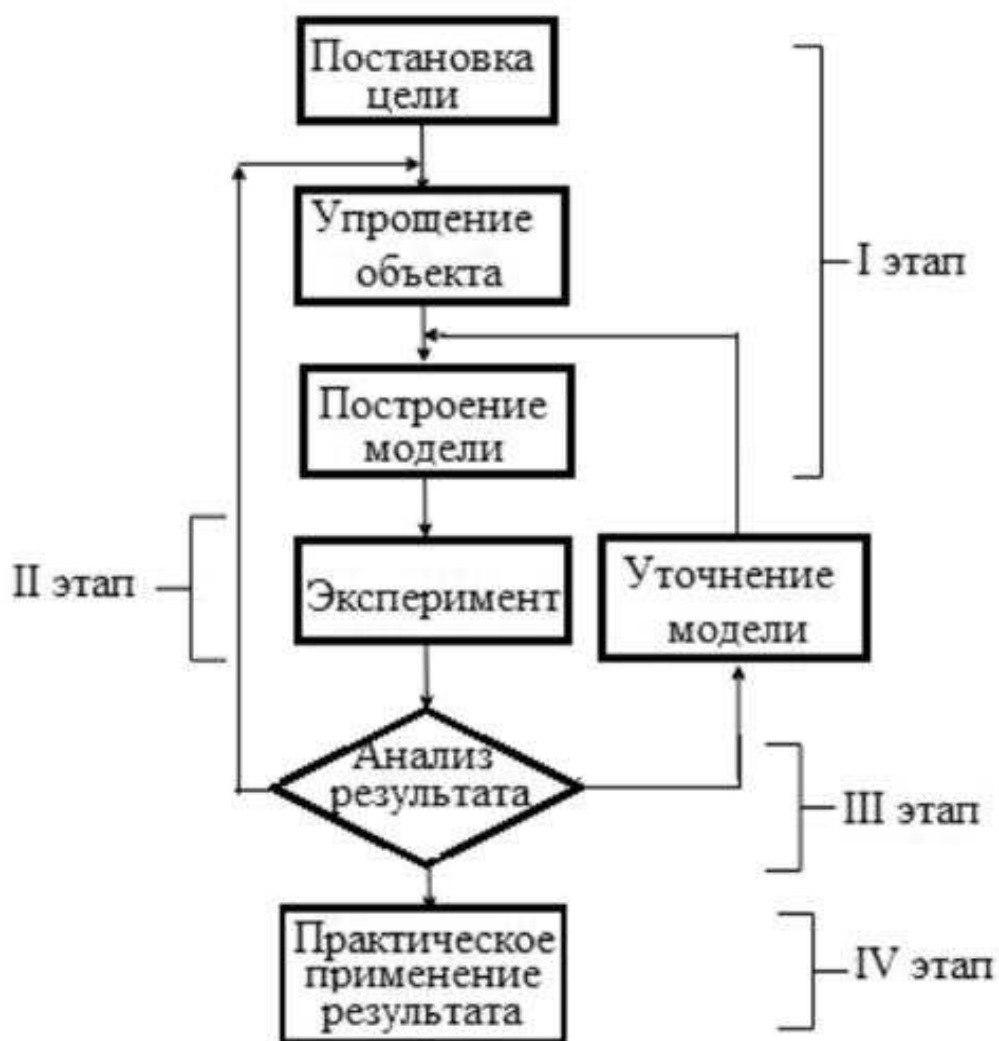 Постановка
цели
Упрощение
объекта
I этап
Построение
модели
II этап
Эксперимент
Уточнение
модели
Анализ
результата
III этап
Практическое
применение
результата
IV этап